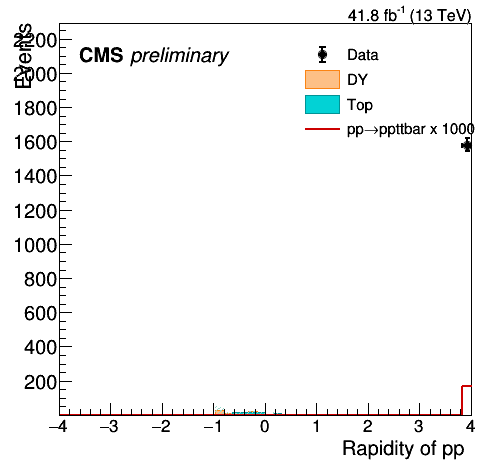 41.8 fb-1 (13 TeV)
CMS preliminary
Events
Data
DY
Top
pp→ppttbar x 1000
2200
2000
1800
1600
1400
1200
1000
800
600
400
200
−4 −3 −2 −1 0 1 2 3 4
Rapidity of pp